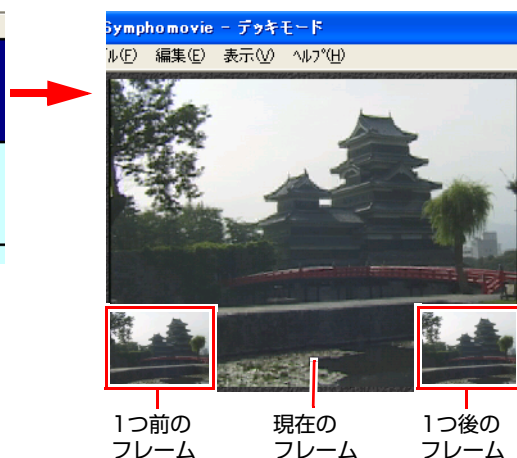 Symphomovie - デッキモード
ル(F) 編集(E) 表示(V) ヘルプ(H)
1つ前の
フレーム
現在の
フレーム
1つ後の
フレーム